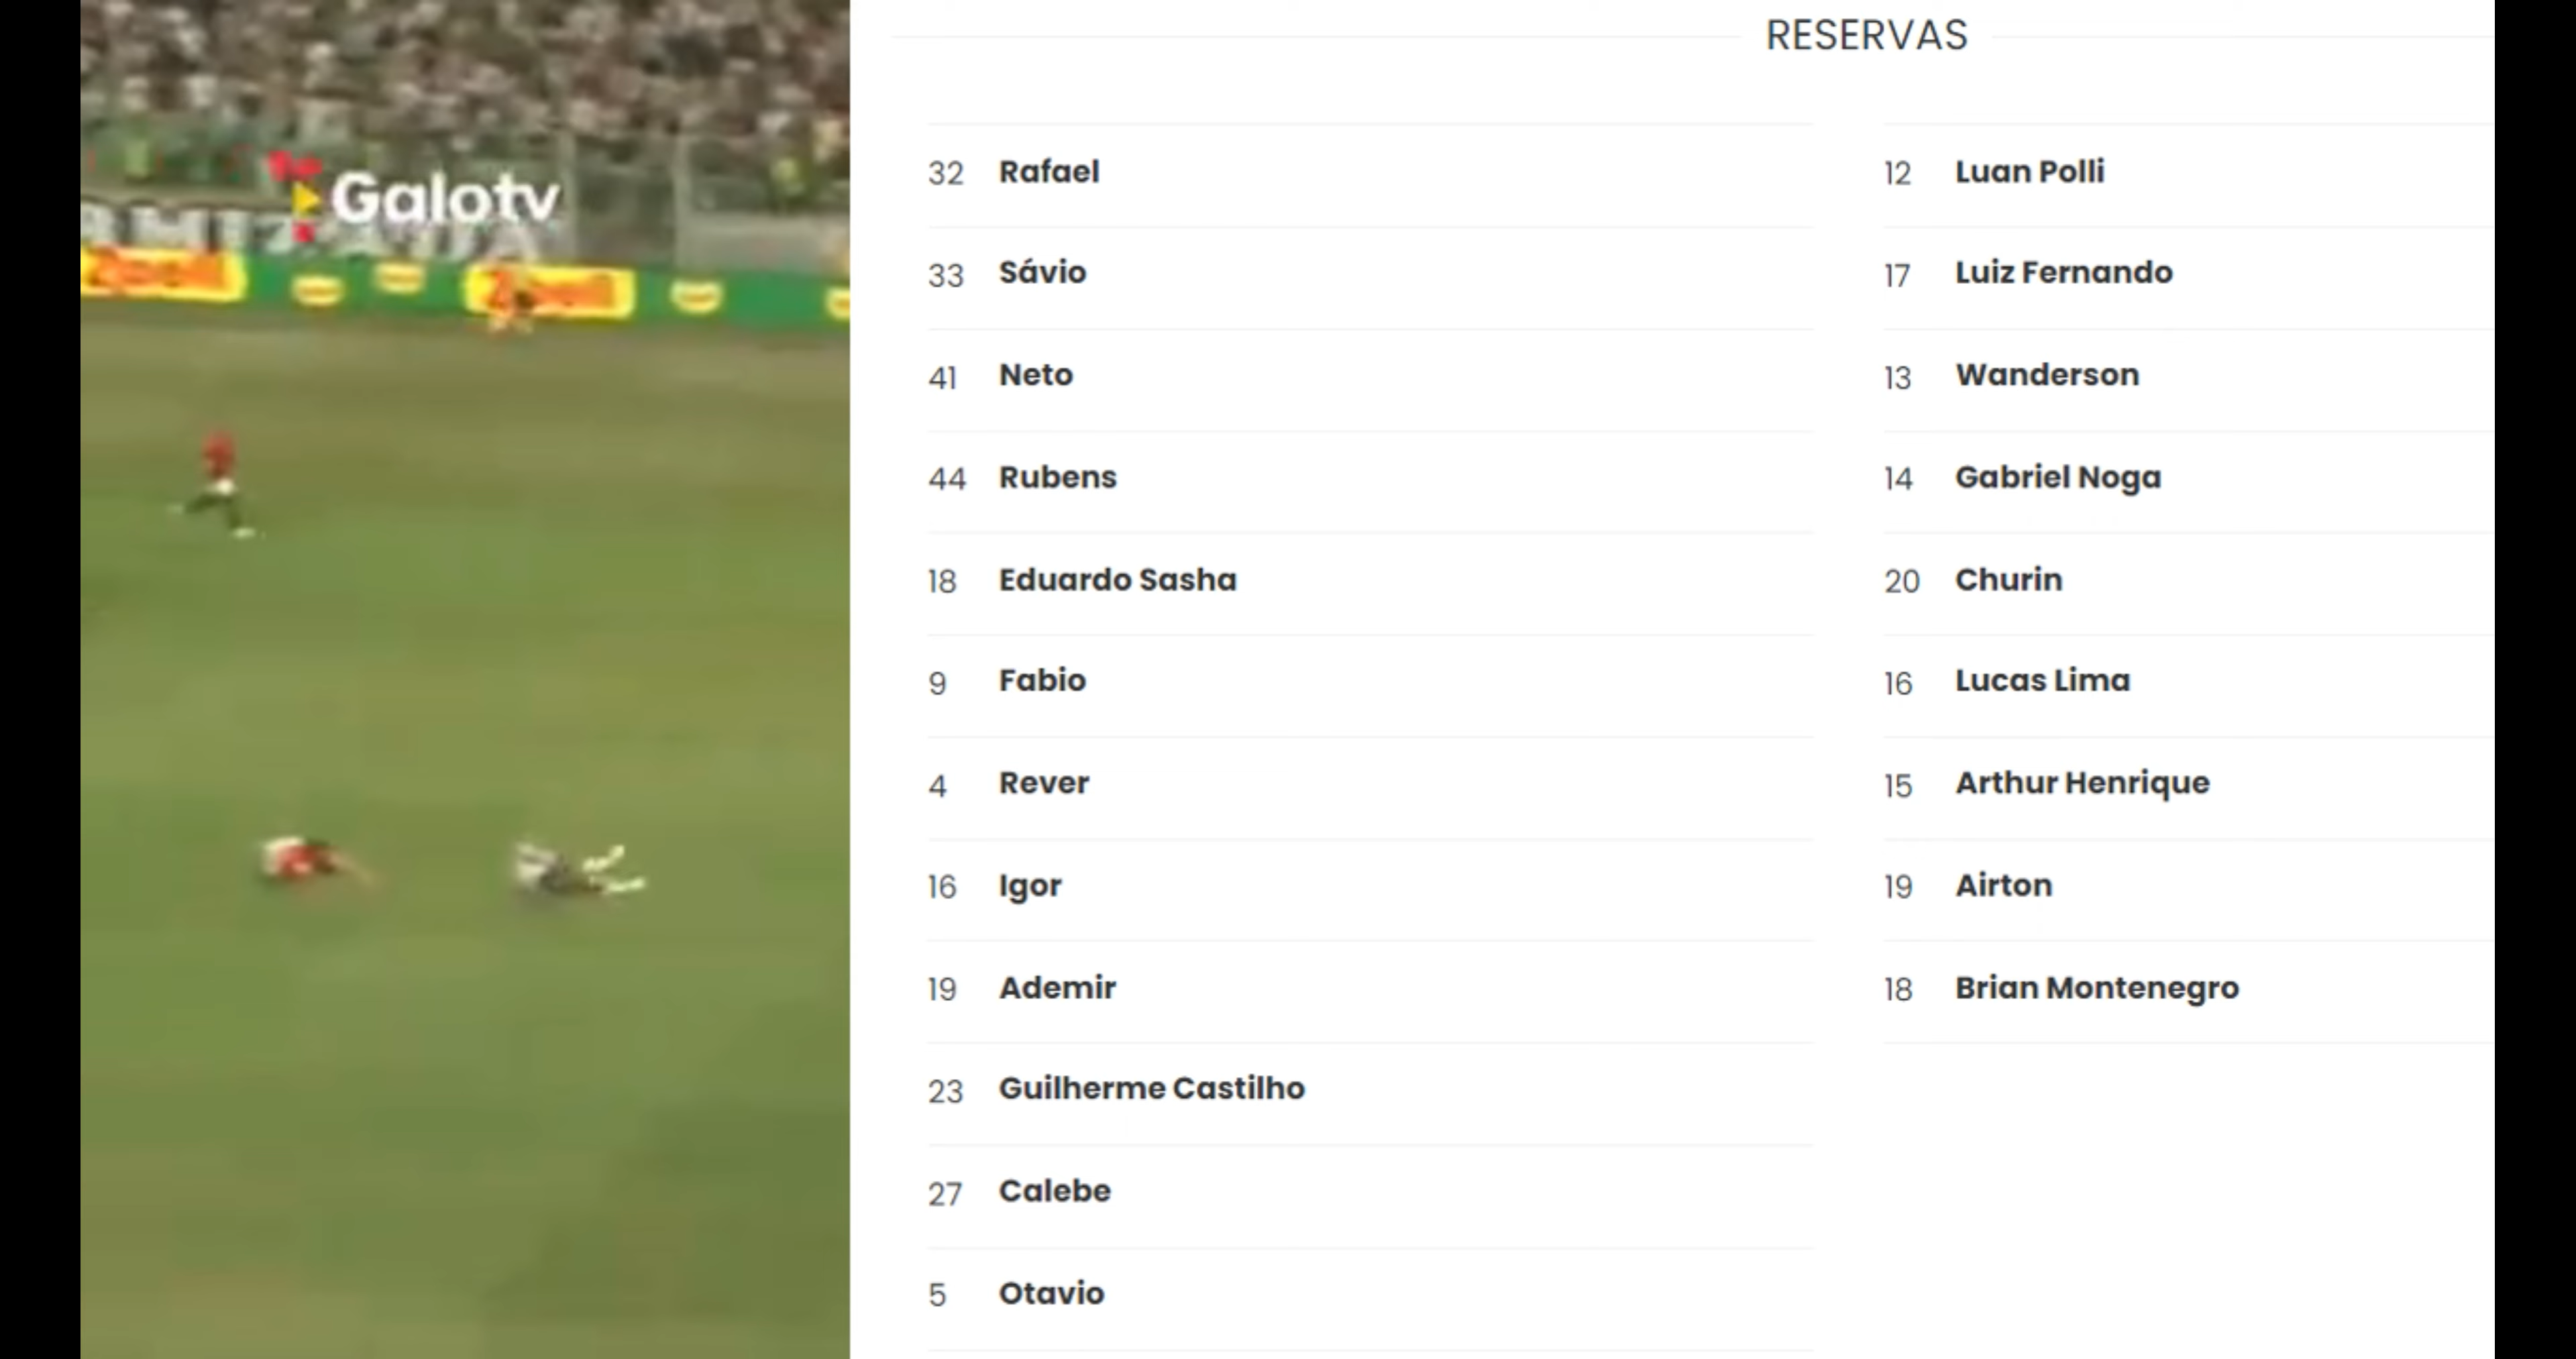 Galotv
RESERVAS
32 Rafael
33 Sávio
41 Neto
44 Rubens
18 Eduardo Sasha
9 Fabio
4 Rever
16 Igor
19 Ademir
23 Guilherme Castilho
27 Calebe
5 Otavio
12 Luan Polli
17 Luiz Fernando
13 Wanderson
14 Gabriel Noga
20 Churin
16 Lucas Lima
15 Arthur Henrique
19 Airton
18 Brian Montenegro